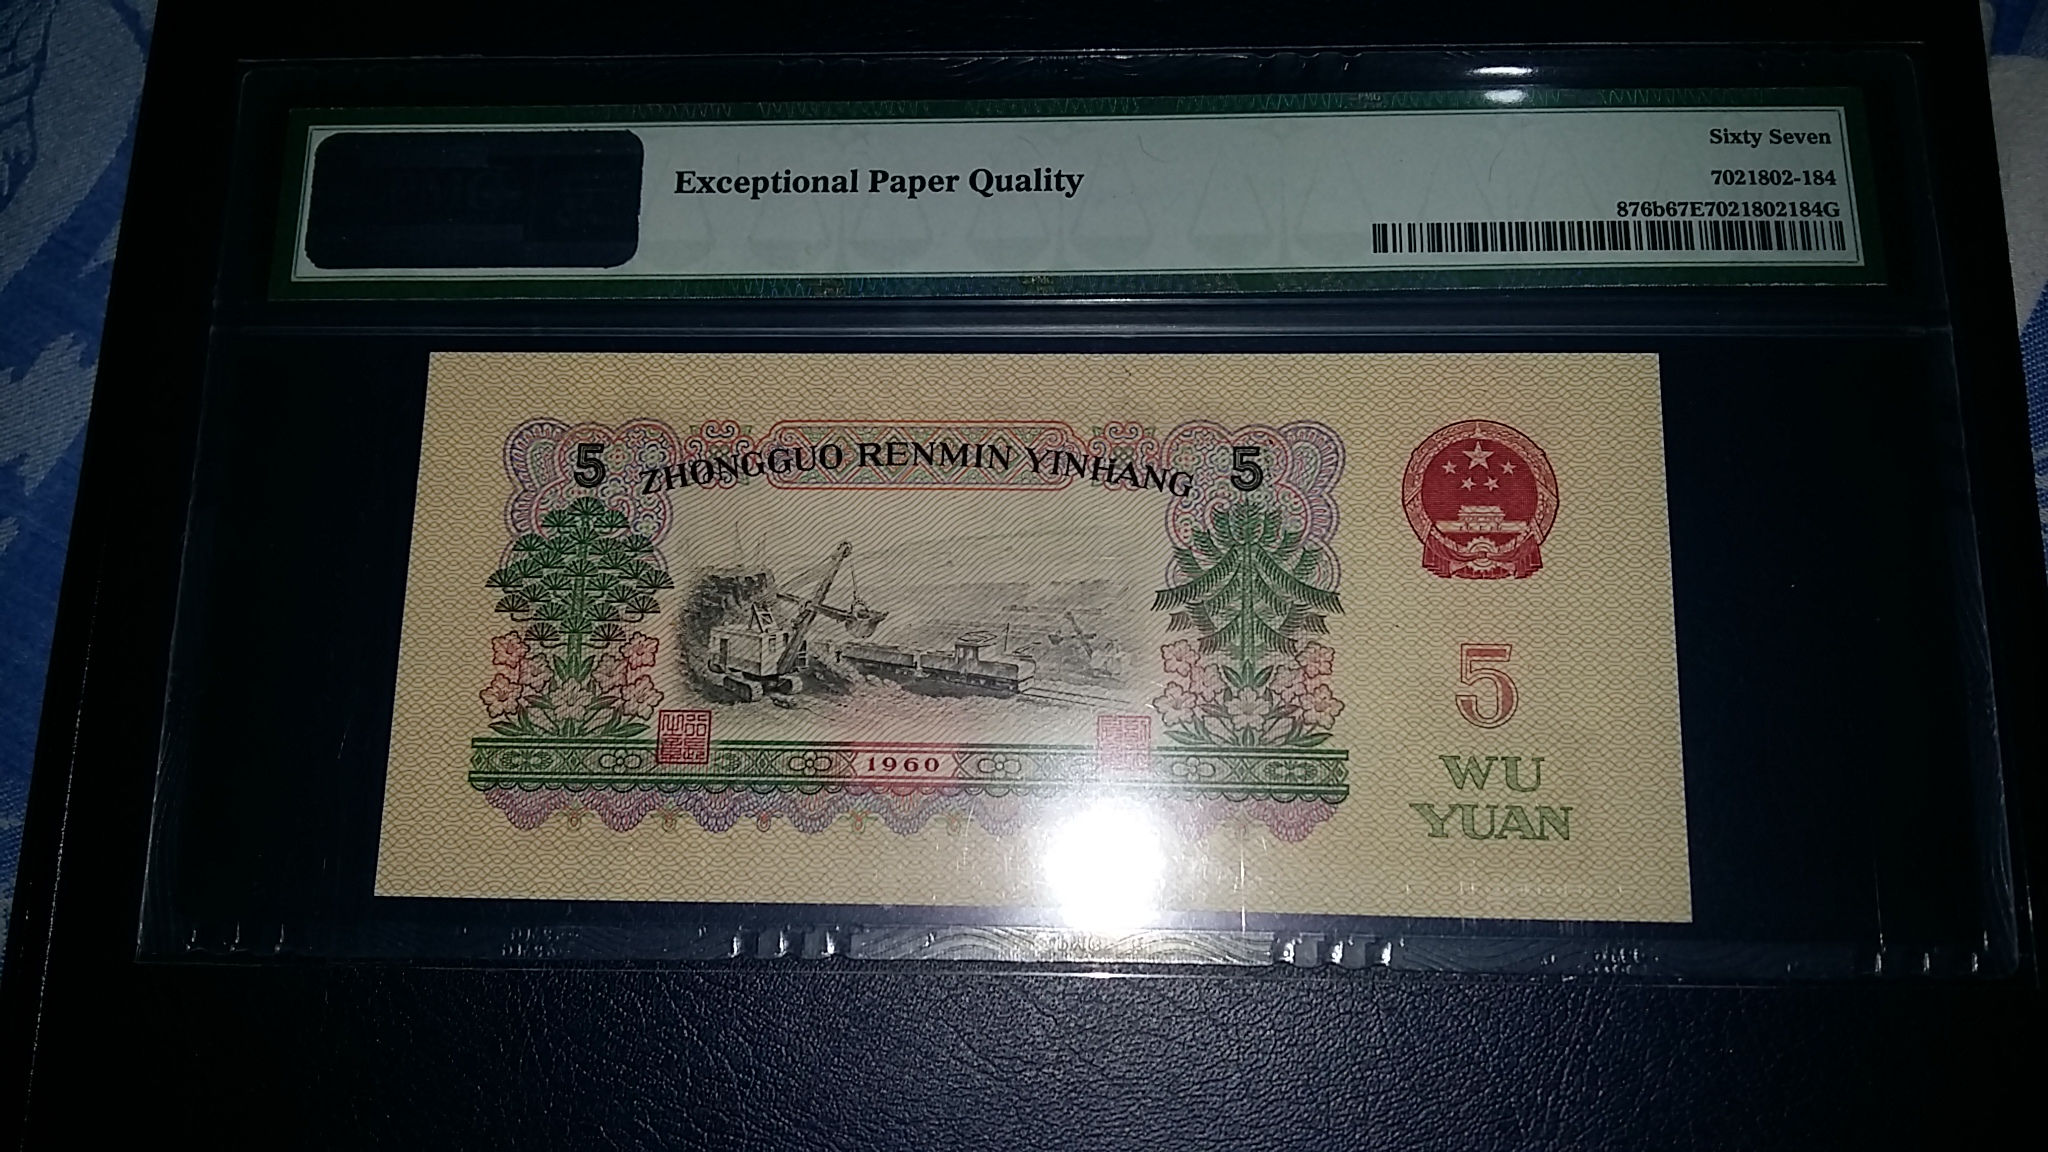 Exceptional Paper Quality
Sixty Seven
7021802-184
876b67E7021802184G
5 ZHONGGUO RENMIN YINHANG 5
5
WU
YUAN
1960